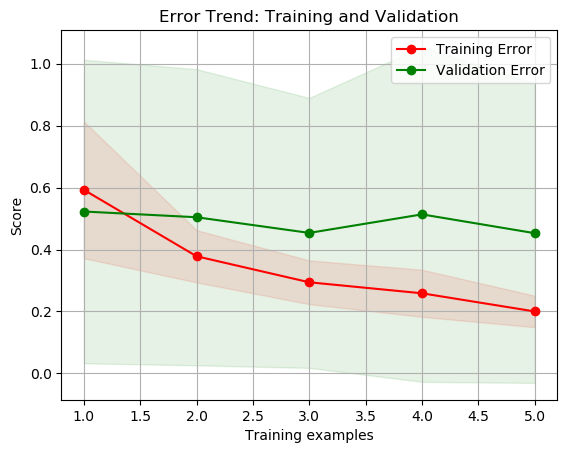 Error Trend: Training and Validation
Training Error
Validation Error
Score
1.0
0.8
0.6
0.4
0.2
0.0
1.0 1.5 2.0 2.5 3.0 3.5 4.0 4.5 5.0
Training examples